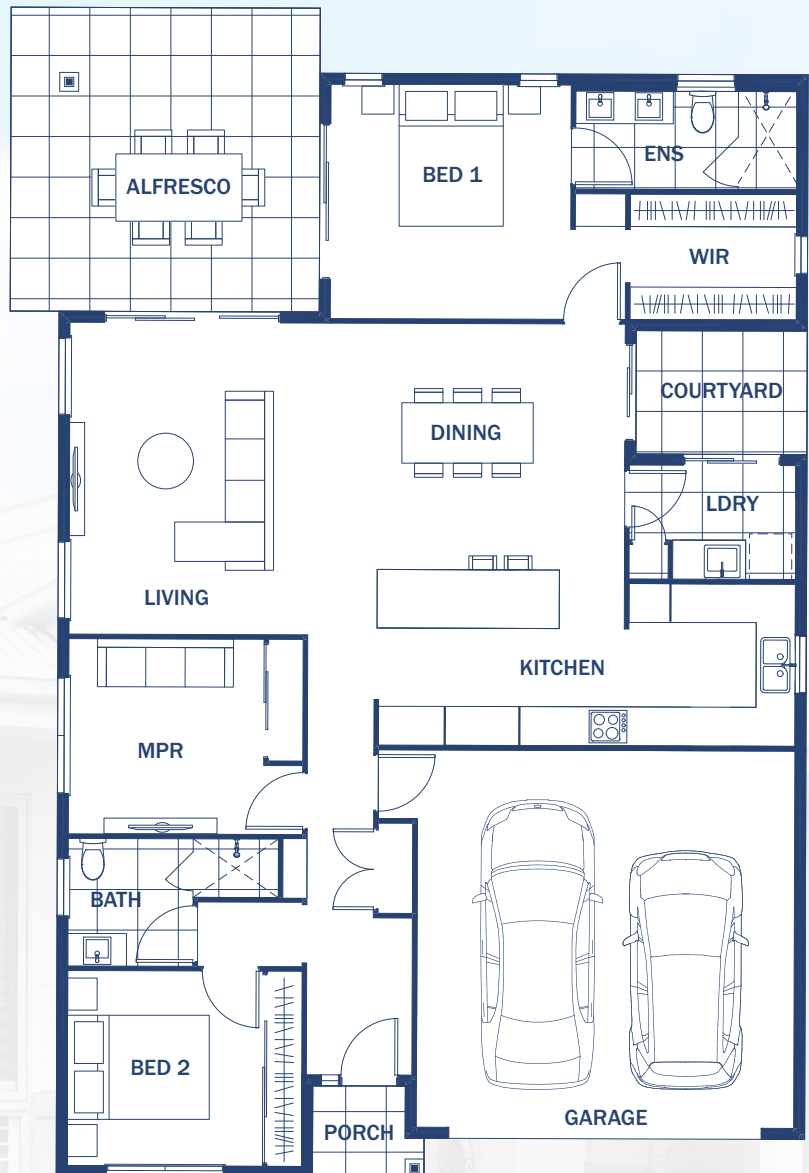 ALFRESCO
BED 1
ENS
WIR
COURTYARD
DINING
LDRY
LIVING
KITCHEN
MPR
BATH
BED 2
PORCH
GARAGE